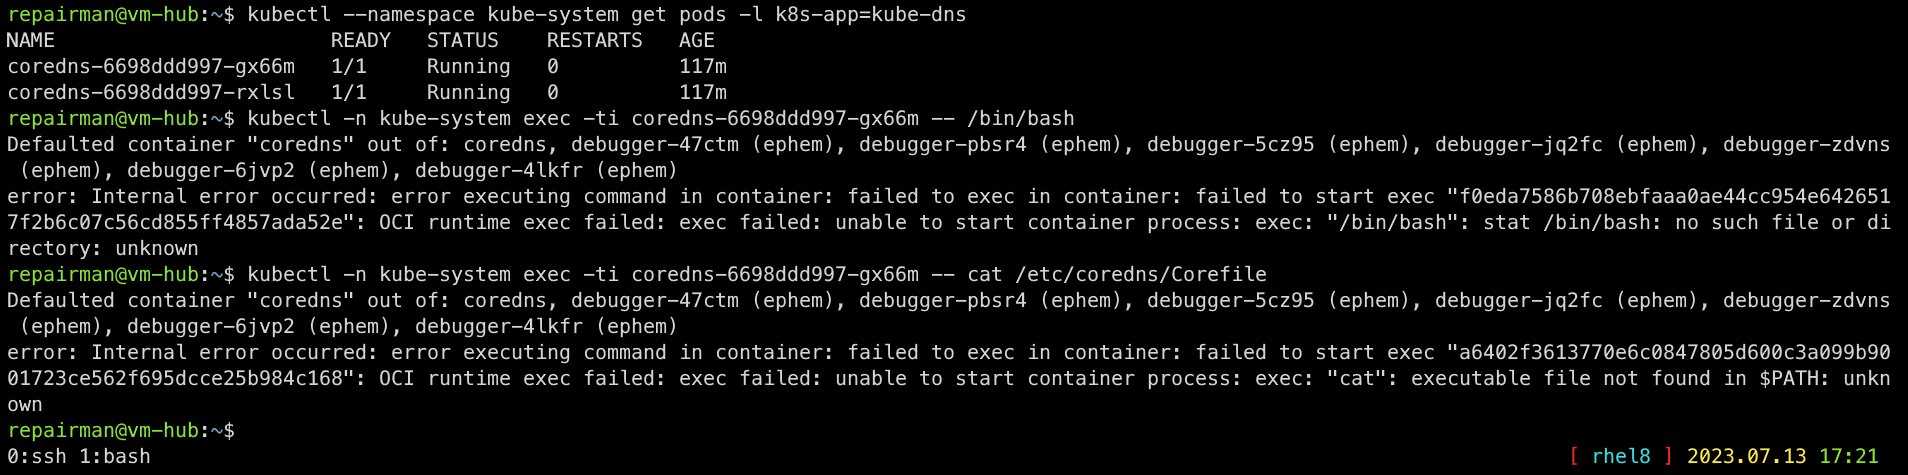 repairman@vm-hub:~$ kubectl --namespace kube-system get pods -l k8s-app=kube-dns
NAME                       READY   STATUS    RESTARTS   AGE
coredns-6698ddd997-gx66m   1/1     Running   0          117m
coredns-6698ddd997-rxlsl   1/1     Running   0          117m
repairman@vm-hub:~$ kubectl -n kube-system exec -ti coredns-6698ddd997-gx66m -- /bin/bash
Defaulted container "coredns" out of: coredns, debugger-47ctm (ephem), debugger-pbsr4 (ephem), debugger-5cz95 (ephem), debugger-jq2fc (ephem), debugger-zdvns
 (ephem), debugger-6jvp2 (ephem), debugger-4lkfr (ephem)
error: Internal error occurred: error executing command in container: failed to exec in container: failed to start exec "f0eda7586b708ebfaaa0ae44cc954e642651
7f2b6c07c56cd855ff4857ada52e": OCI runtime exec failed: exec failed: unable to start container process: exec: "/bin/bash": stat /bin/bash: no such file or di
rectory: unknown
repairman@vm-hub:~$ kubectl -n kube-system exec -ti coredns-6698ddd997-gx66m -- cat /etc/coredns/Corefile
Defaulted container "coredns" out of: coredns, debugger-47ctm (ephem), debugger-pbsr4 (ephem), debugger-5cz95 (ephem), debugger-jq2fc (ephem), debugger-zdvns
 (ephem), debugger-6jvp2 (ephem), debugger-4lkfr (ephem)
error: Internal error occurred: error executing command in container: failed to exec in container: failed to start exec "a6402f3613770e6c0847805d600c3a099b90
01723ce562f695dcce25b984c168": OCI runtime exec failed: exec failed: unable to start container process: exec: "cat": executable file not found in $PATH: unkn
own
repairman@vm-hub:~$
0:ssh 1:bash [ rhel8 ] 2023.07.13 17:21